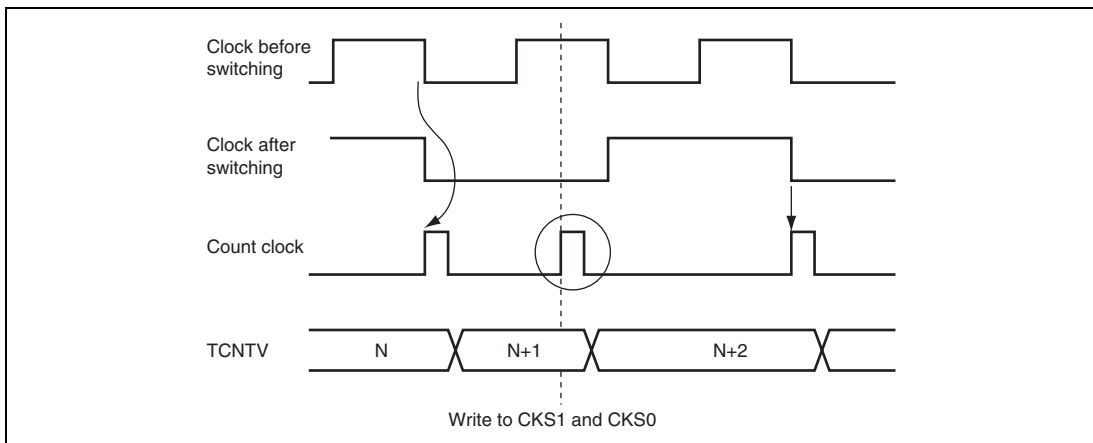 Clock before
switching
Clock after
switching
Count clock
TCNTV
N
N+1
N+2
Write to CKS1 and CKS0